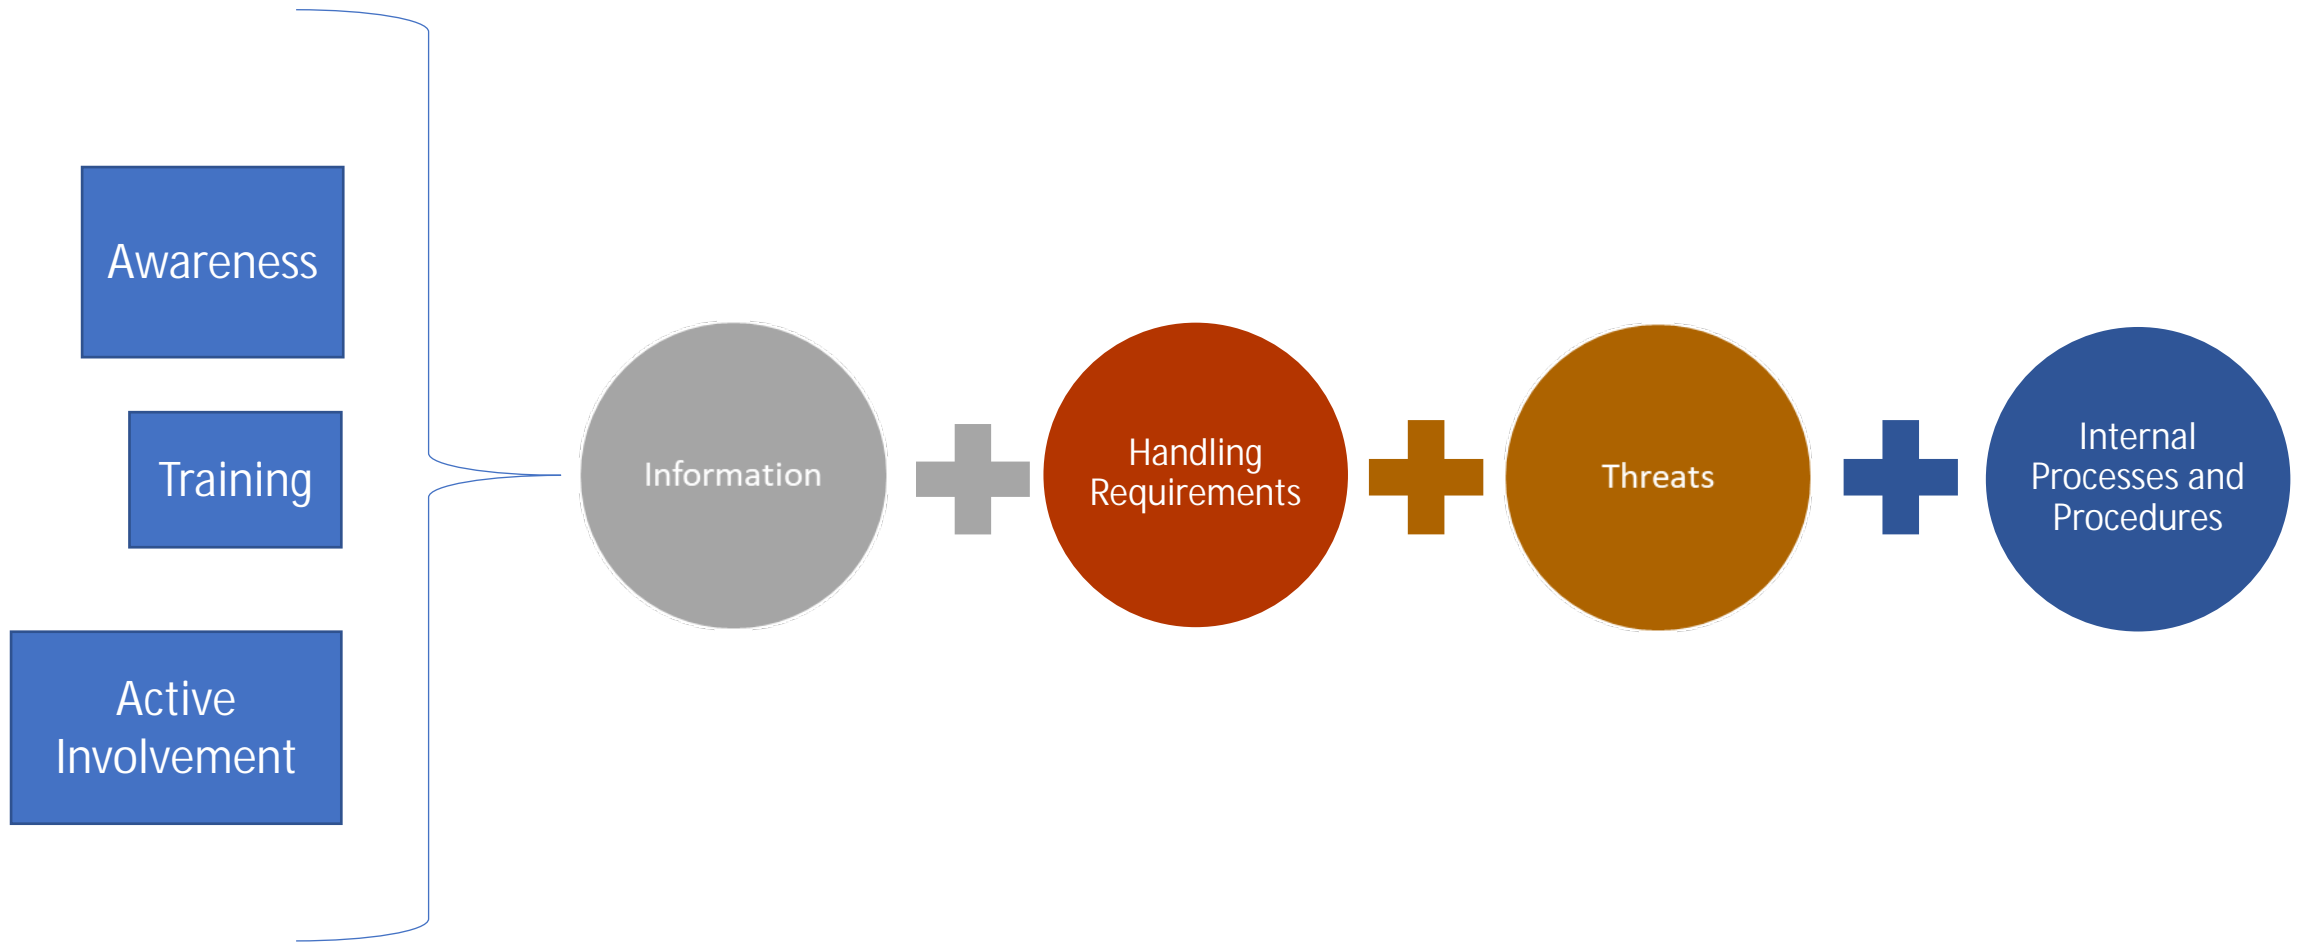 Awareness
Training
Active
Involvement
Information
Handling
Requirements
Threats
Internal
Processes and
Procedures